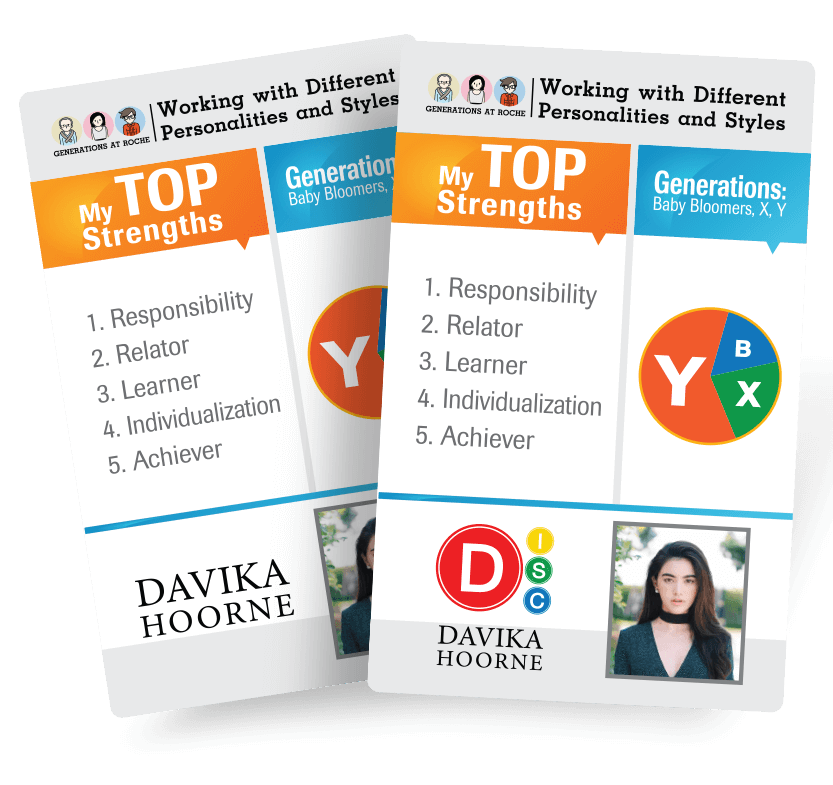 GENERATIONS AT ROCHE
Working with Different
Personalities and Styles
My TOP
Strengths
Generation
Baby Bloomers,
1. Responsibility
2. Relator
3. Learner
4. Individualization
5. Achiever
Y
DAVIKA
HOORNE
GENERATIONS AT ROCHE
Working with Different
Personalities and Styles
My TOP
Strengths
Generations:
Baby Bloomers, X, Y
1. Responsibility
2. Relator
3. Learner
4. Individualization
5. Achiever
Y
B
X
D
I
S
C
DAVIKA
HOORNE